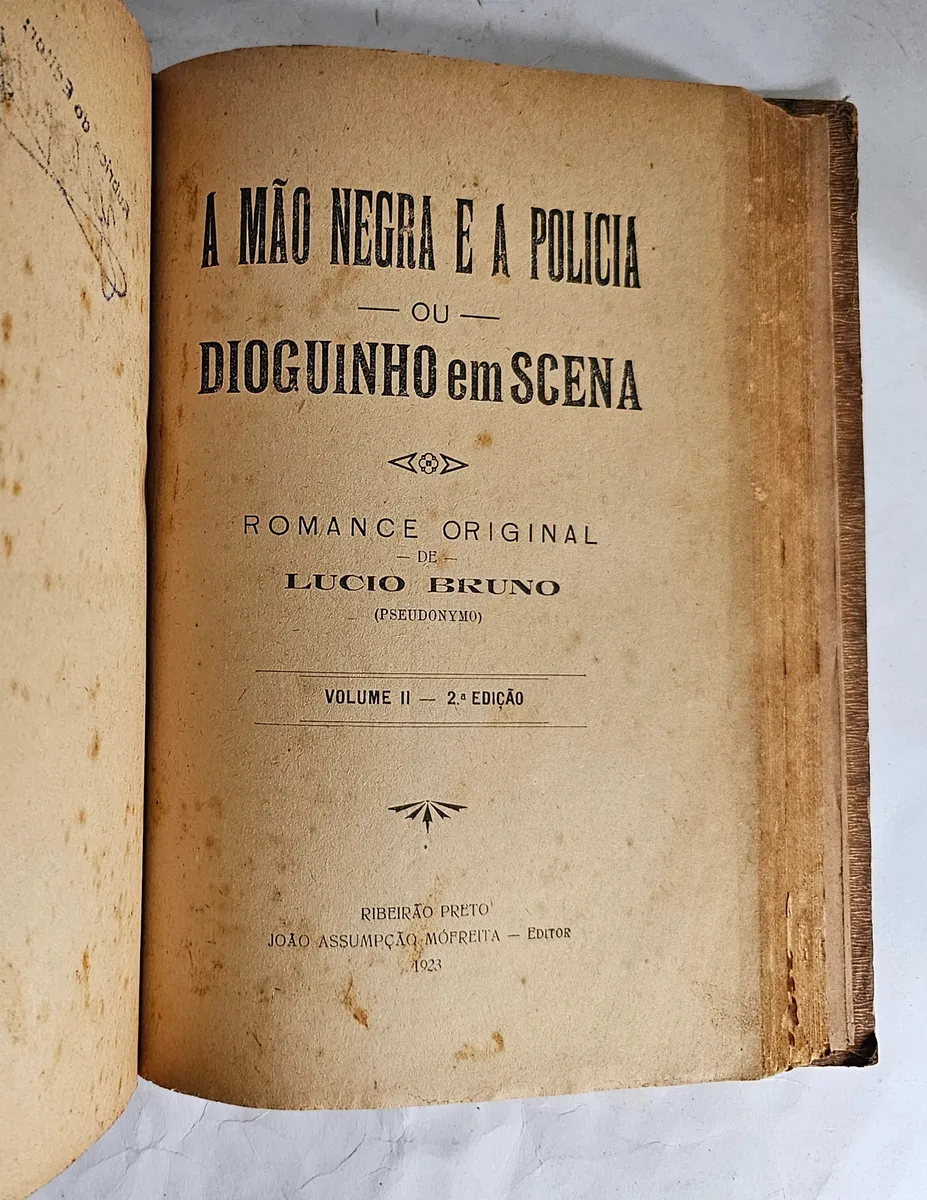 A MÃO NEGRA E A POLICIA
— OU —
DIOGUINHO em SCENA
ROMANCE ORIGINAL
— DE —
LUCIO BRUNO
(PSEUDONYMO)
VOLUME II — 2.ª EDIÇÃO
RIBEIRÃO PRETO
JOÃO ASSUMPÇÃO MÓFREITA — EDITOR
1923